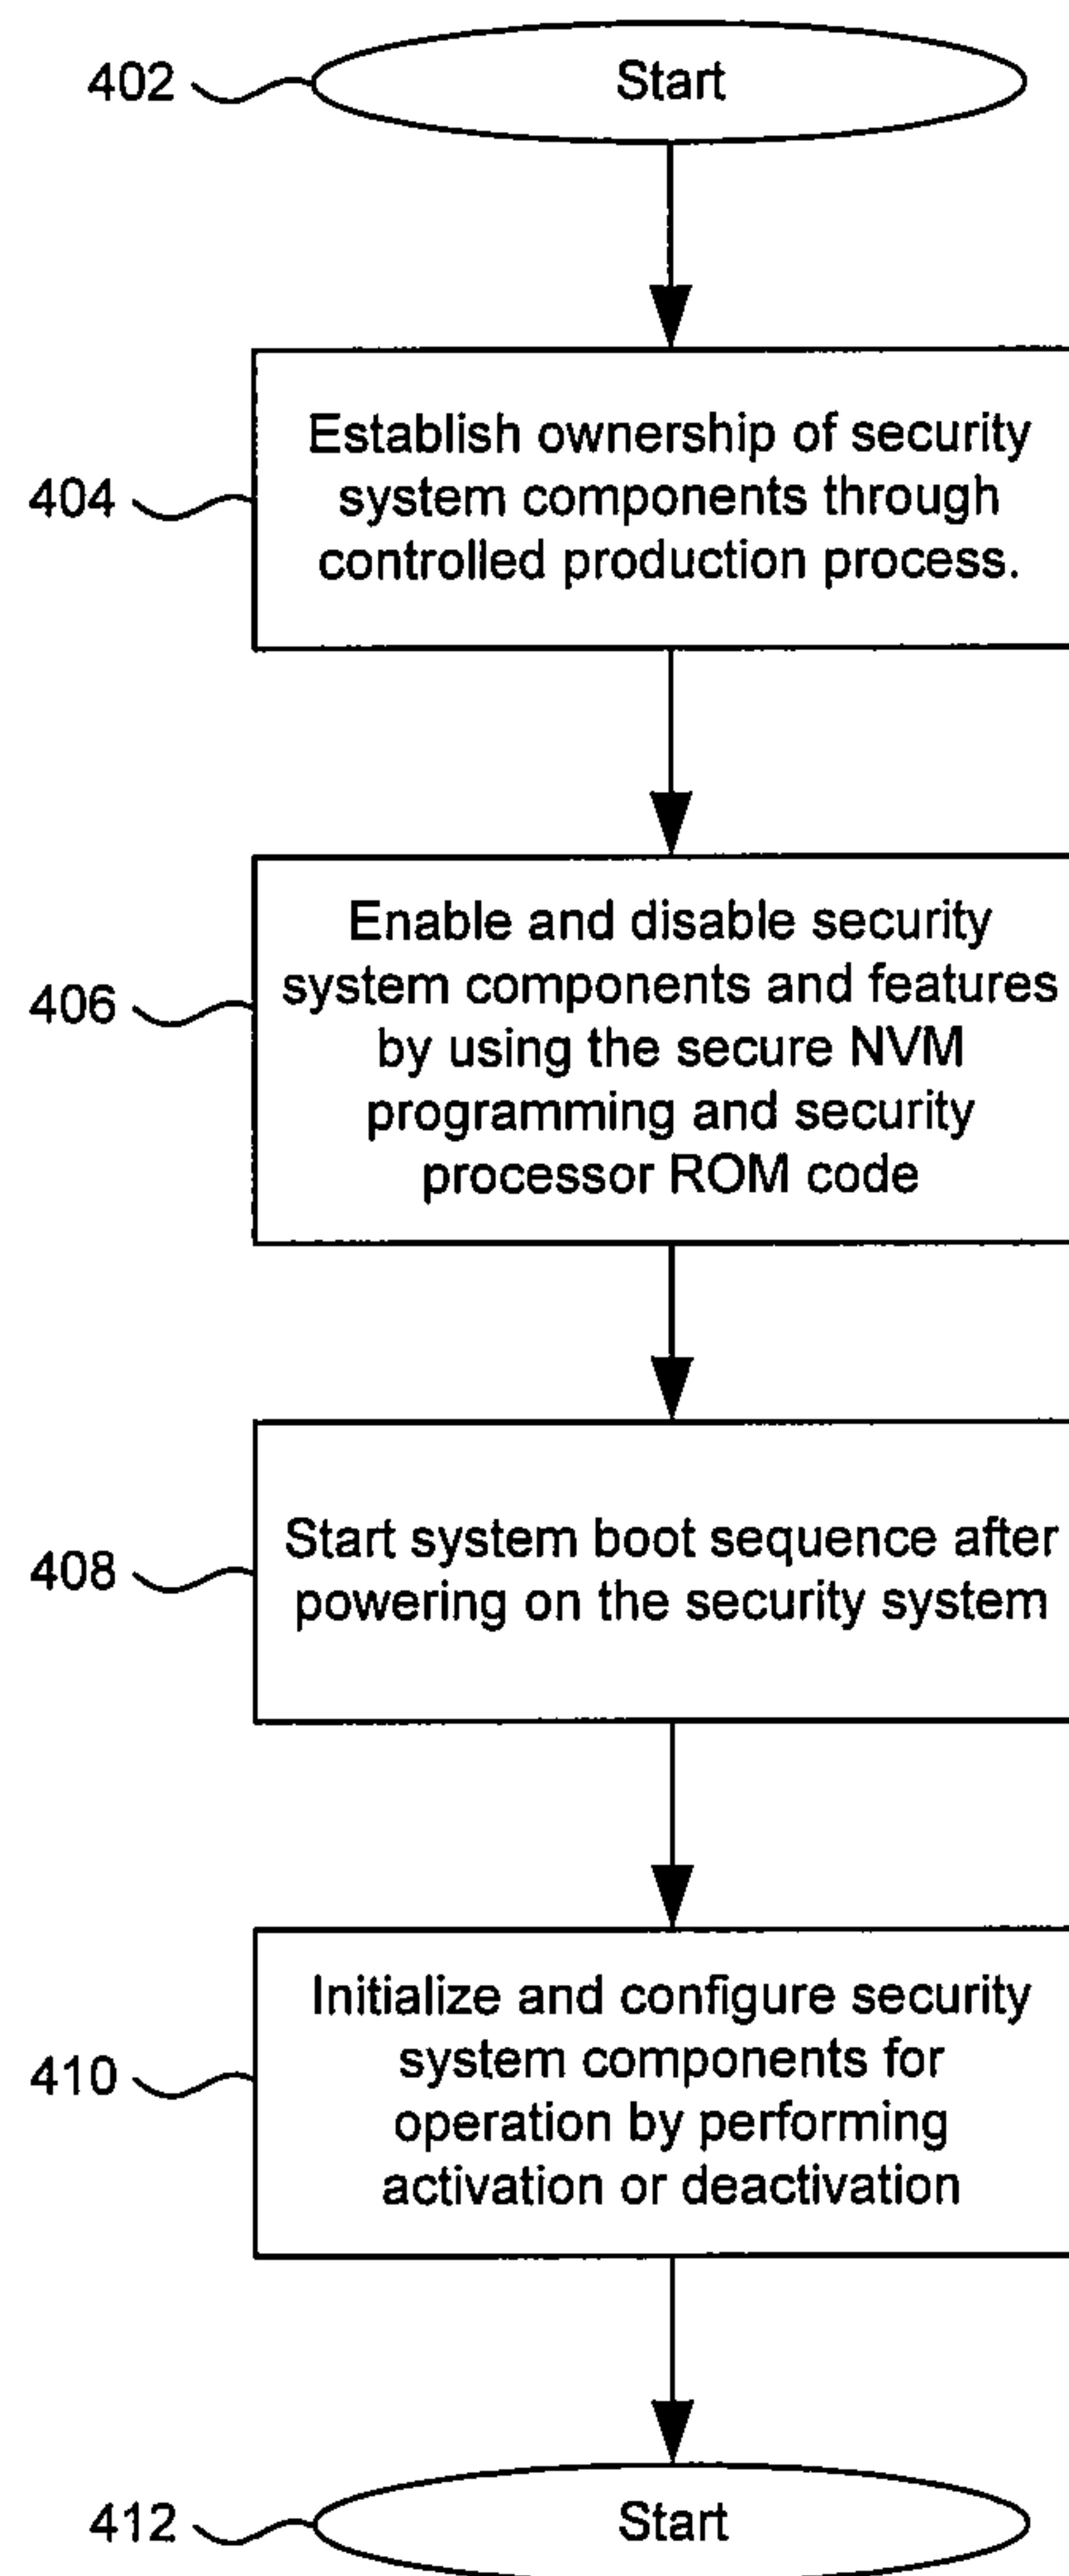 402
Start
404
Establish ownership of security
system components through
controlled production process.
406
Enable and disable security
system components and features
by using the secure NVM
programming and security
processor ROM code
408
Start system boot sequence after
powering on the security system
410
Initialize and configure security
system components for
operation by performing
activation or deactivation
412
Start